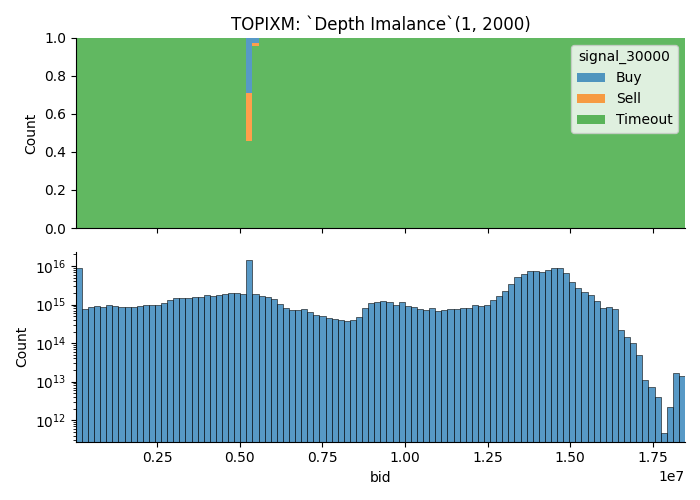 TOPIXM: `Depth Imalance`(1, 2000)
1.0
0.8
0.6
0.4
0.2
0.0
Count
signal_30000
Buy
Sell
Timeout
10^16
10^15
10^14
10^13
10^12
Count
0.25
0.50
0.75
1.00
1.25
1.50
1.75
1e7
bid